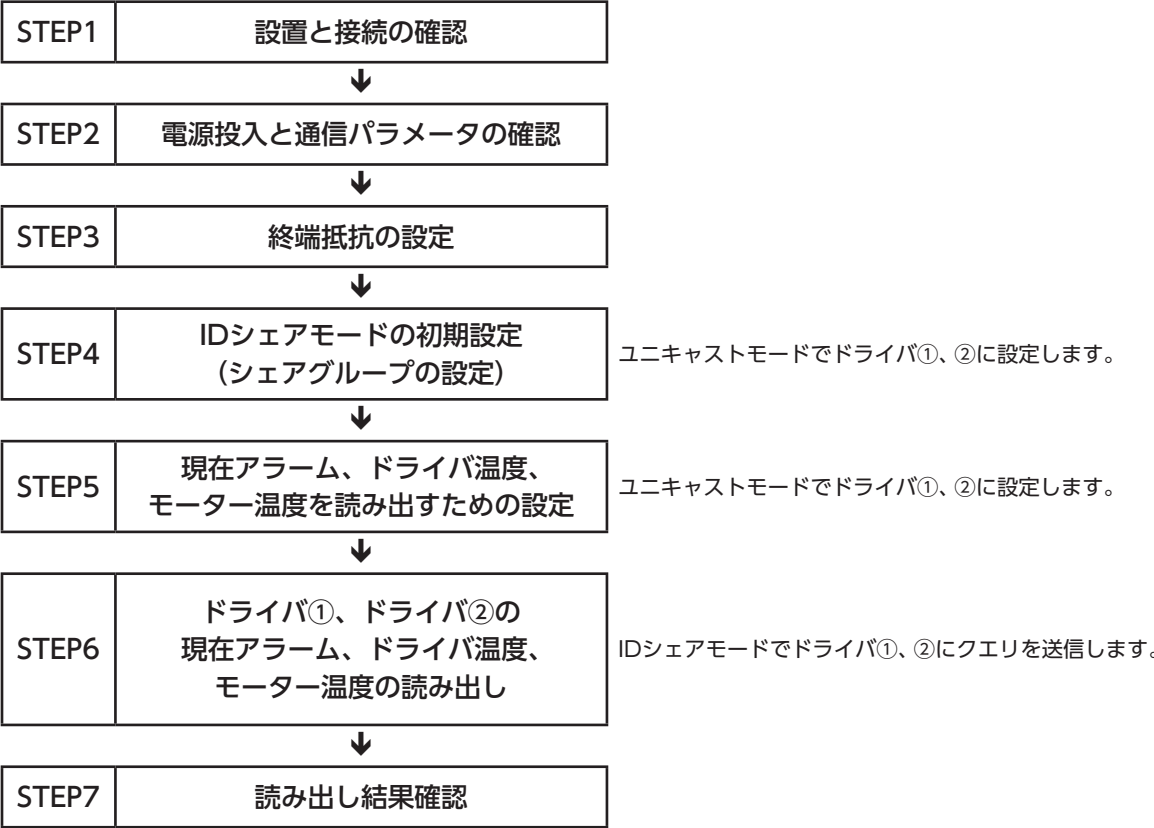 STEP1 設置と接続の確認
STEP2 電源投入と通信パラメータの確認
STEP3 終端抵抗の設定
STEP4 IDシェアモードの初期設定
(シェアグループの設定)
ユニキャストモードでドライバ①、②に設定します。
STEP5 現在アラーム、ドライバ温度、
モーター温度を読み出すための設定
ユニキャストモードでドライバ①、②に設定します。
STEP6 ドライバ①、ドライバ②の
現在アラーム、ドライバ温度、
モーター温度の読み出し
IDシェアモードでドライバ①、②にクエリを送信します。
STEP7 読み出し結果確認